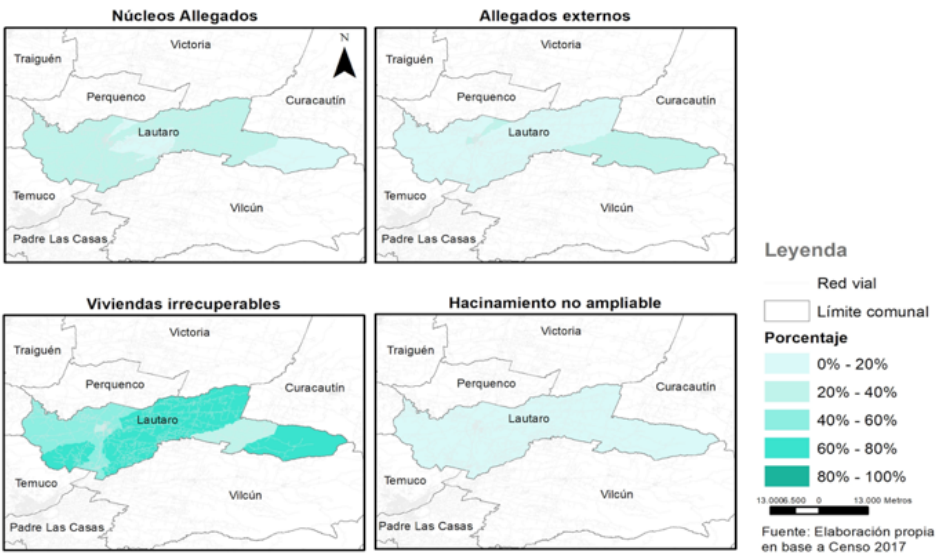 Núcleos Allegados
N
Victoria
Traiguén
Perquenco
Curacautín
Lautaro
Temuco
Vilcún
Padre Las Casas
Allegados externos
Victoria
Traiguén
Perquenco
Curacautín
Lautaro
Temuco
Vilcún
Padre Las Casas
Viviendas irrecuperables
Victoria
Traiguén
Perquenco
Curacautín
Lautaro
Temuco
Vilcún
Padre Las Casas
Hacinamiento no ampliable
Victoria
Traiguén
Perquenco
Curacautín
Lautaro
Temuco
Vilcún
Padre Las Casas
Leyenda
Red vial
Límite comunal
Porcentaje
0% - 20%
20% - 40%
40% - 60%
60% - 80%
80% - 100%
13.0006.500 0 13.000 Metros
Fuente: Elaboración propia
en base a Censo 2017